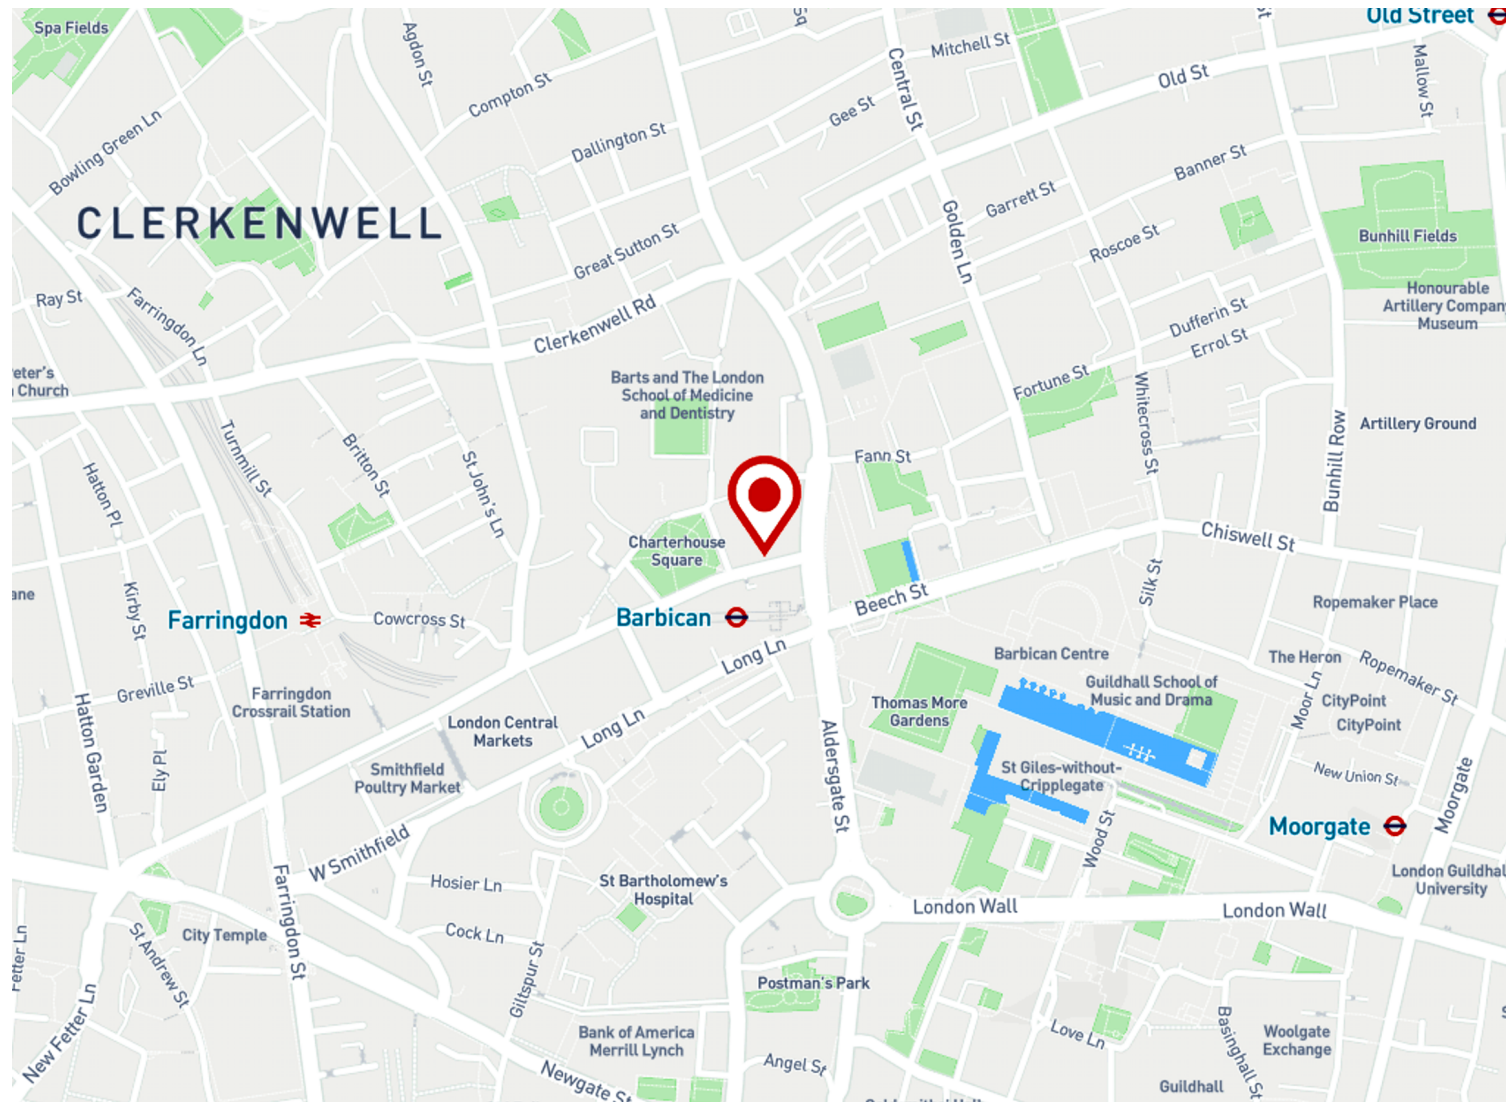 Spa Fields
Agdon St
Sq
Old Street
Mitchell St
Central St
Old St
Mallow St
Compton St
Gee St
Bowling Green Ln
Dallington St
Banner St
CLERKENWELL
Garrett St
Golden Ln
Great Sutton St
Roscoe St
Bunhill Fields
Ray St
Farringdon Ln
Clerkenwell Rd
Dufferin St
Errol St
Honourable
Artillery Company
Museum
eter's
Church
Barts and The London
School of Medicine
and Dentistry
Fortune St
Whitecross St
Artillery Ground
Bunhill Row
Turnmill St
Britton St
St John's Ln
Hatton Pl
Fann St
Charterhouse
Square
Chiswell St
Silk St
ane
Kirby St
Farringdon
Cowcross St
Barbican
Beech St
Ropemaker Place
Long Ln
Barbican Centre
The Heron
Ropemaker St
Greville St
Farringdon
Crossrail Station
Guildhall School of
Music and Drama
Moor Ln
CityPoint
CityPoint
Thomas More
Gardens
Hatton Garden
London Central
Markets
Long Ln
Aldersgate St
Ely Pl
Smithfield
Poultry Market
St Giles-without-
Cripplegate
New Union St
Moorgate
Moorgate
Wood St
W Smithfield
Farringdon St
Hosier Ln
St Bartholomew's
Hospital
London Wall
London Wall
London Guildhal
University
St Andrew St
City Temple
Cock Ln
Giltspur St
Fetter Ln
New Fetter Ln
Postman's Park
Bank of America
Merrill Lynch
Love Ln
Basinghall St
Woolgate
Exchange
Angel St
Newgate St
Guildhall